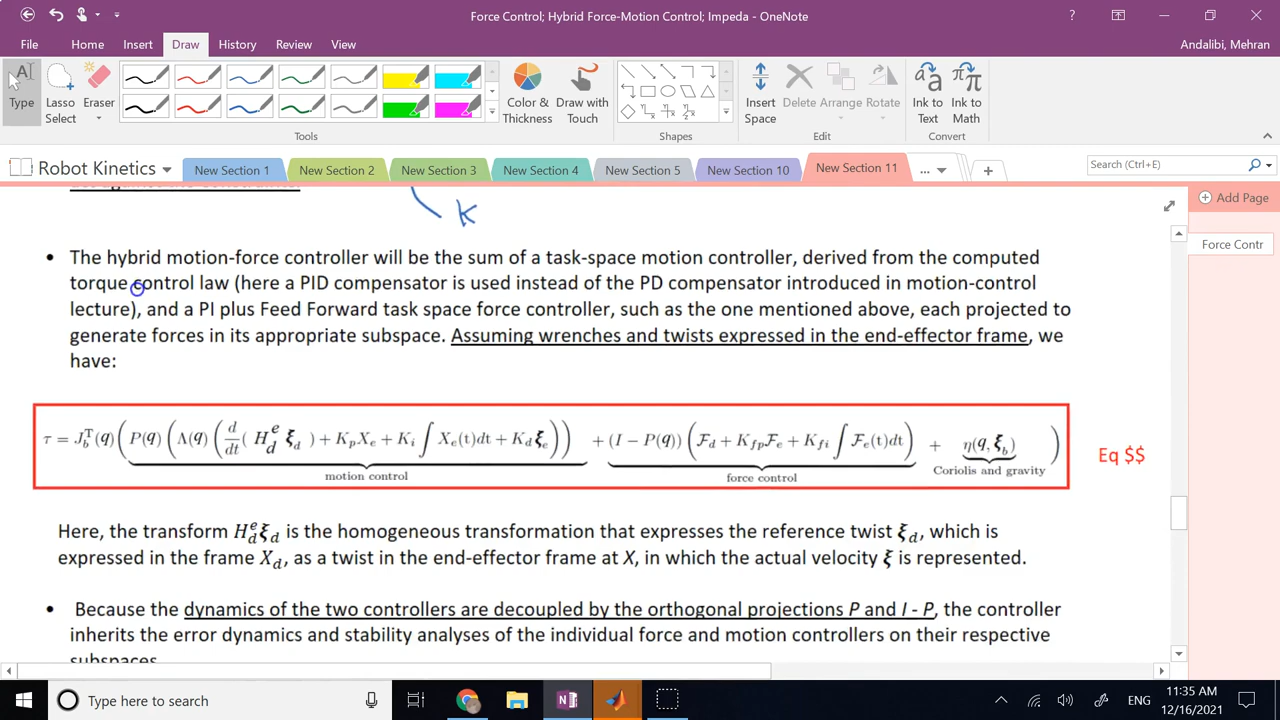 Force Control; Hybrid Force-Motion Control; Impeda - OneNote
File Home Insert Draw History Review View
Andalibi, Mehran
Type
Lasso Select
Eraser
Color & Thickness
Draw with Touch
Insert Space
Delete
Arrange
Rotate
Ink to Text
Ink to Math
Tools
Shapes
Edit
Convert
Robot Kinetics
New Section 1
New Section 2
New Section 3
New Section 4
New Section 5
New Section 10
New Section 11
...
Search (Ctrl+E)
Add Page
Force Contr
K
• The hybrid motion-force controller will be the sum of a task-space motion controller, derived from the computed
torque control law (here a PID compensator is used instead of the PD compensator introduced in motion-control
lecture), and a PI plus Feed Forward task space force controller, such as the one mentioned above, each projected to
generate forces in its appropriate subspace. Assuming wrenches and twists expressed in the end-effector frame, we
have:
τ = J_b^T(q)(P(q)(Λ(q)(d/dt(H_d^e ξ_d) + K_p X_e + K_i ∫ X_e(t)dt + K_d ξ_e)) + (I − P(q))(F_d + K_fp F_e + K_fi ∫ F_e(t)dt) + η(q, ξ_b))
motion control
force control
Coriolis and gravity
Eq $$
Here, the transform H_d^e ξ_d is the homogeneous transformation that expresses the reference twist ξ_d, which is
expressed in the frame X_d, as a twist in the end-effector frame at X, in which the actual velocity ξ is represented.
• Because the dynamics of the two controllers are decoupled by the orthogonal projections P and I - P, the controller
inherits the error dynamics and stability analyses of the individual force and motion controllers on their respective
subspaces.
Type here to search
ENG
11:35 AM
12/16/2021